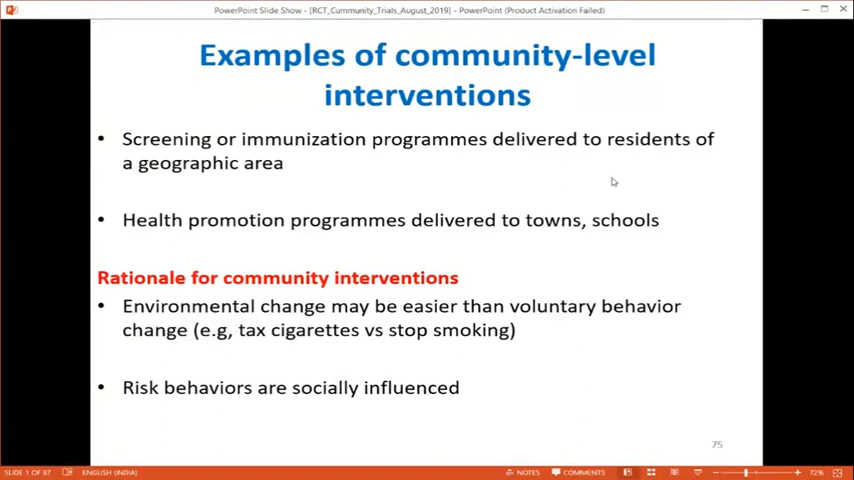 PowerPoint Slide Show - [RCT_Cummunity_Trials_August_2019] - PowerPoint (Product Activation Failed)
Examples of community-level
interventions
• Screening or immunization programmes delivered to residents of
a geographic area
• Health promotion programmes delivered to towns, schools
Rationale for community interventions
• Environmental change may be easier than voluntary behavior
change (e.g, tax cigarettes vs stop smoking)
• Risk behaviors are socially influenced
75
SLIDE 1 OF 87 ENGLISH (INDIA) NOTES COMMENTS 72%